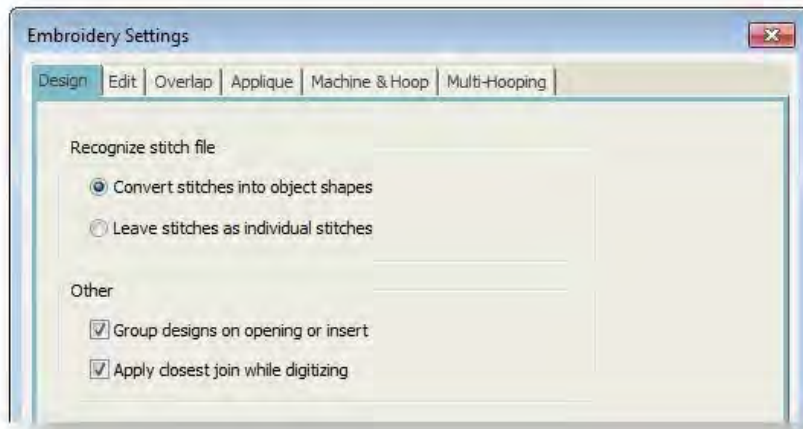 Embroidery Settings
Design Edit Overlap Applique Machine & Hoop Multi-Hooping
Recognize stitch file
Convert stitches into object shapes
Leave stitches as individual stitches
Other
Group designs on opening or insert
Apply closest join while digitizing